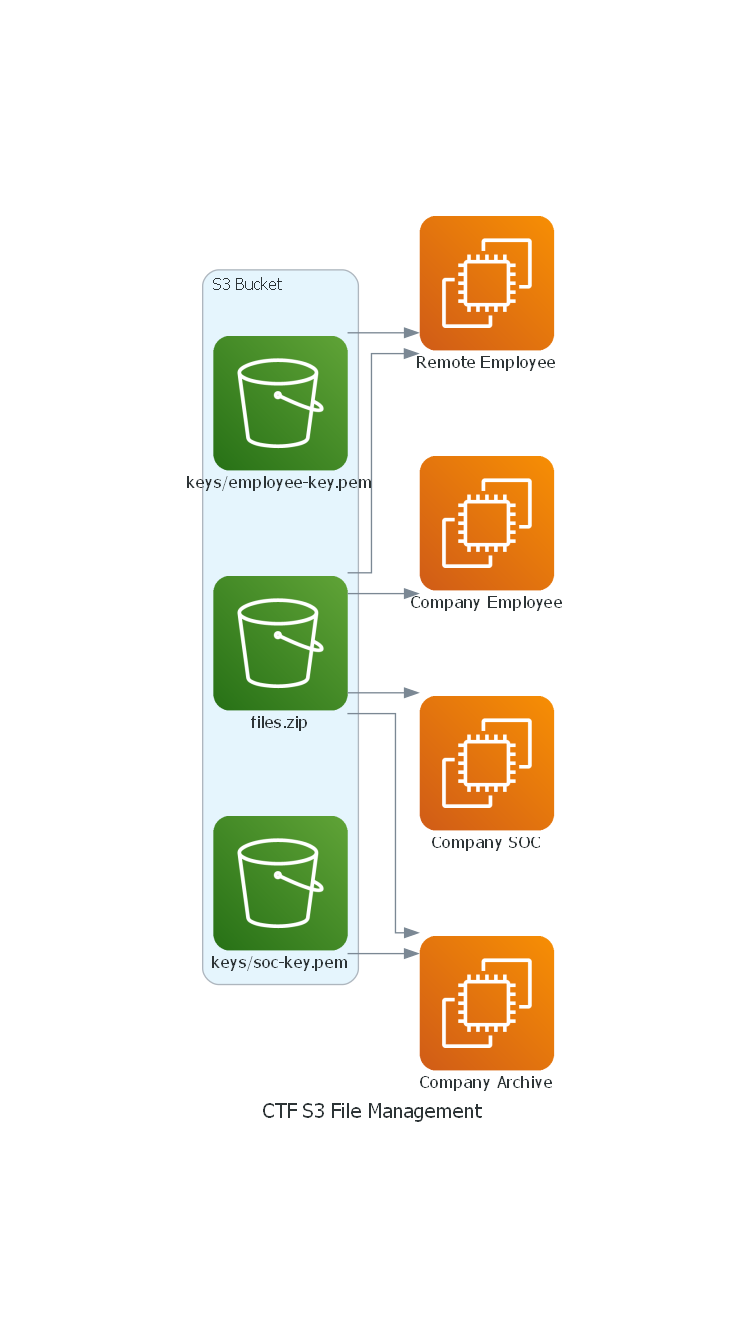 S3 Bucket
Remote Employee
keys/employee-key.pem
Company Employee
files.zip
Company SOC
keys/soc-key.pem
Company Archive
CTF S3 File Management